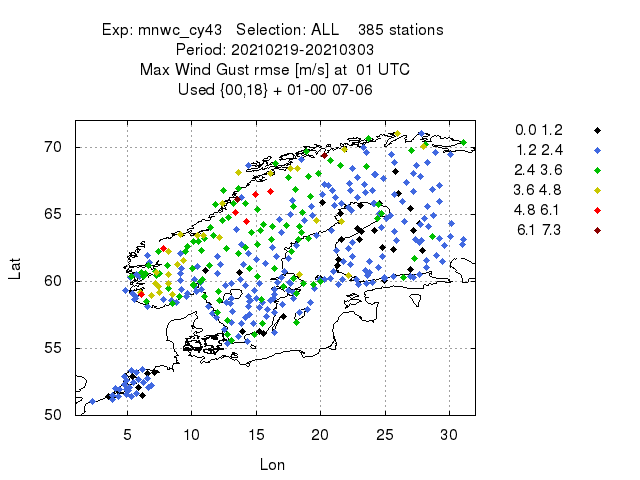 Exp: mnwc_cy43 Selection: ALL 385 stations
Period: 20210219-20210303
Max Wind Gust rmse [m/s] at 01 UTC
Used {00,18} + 01-00 07-06
0.0 1.2
1.2 2.4
2.4 3.6
3.6 4.8
4.8 6.1
6.1 7.3
70
65
60
55
50
Lat
5 10 15 20 25 30
Lon